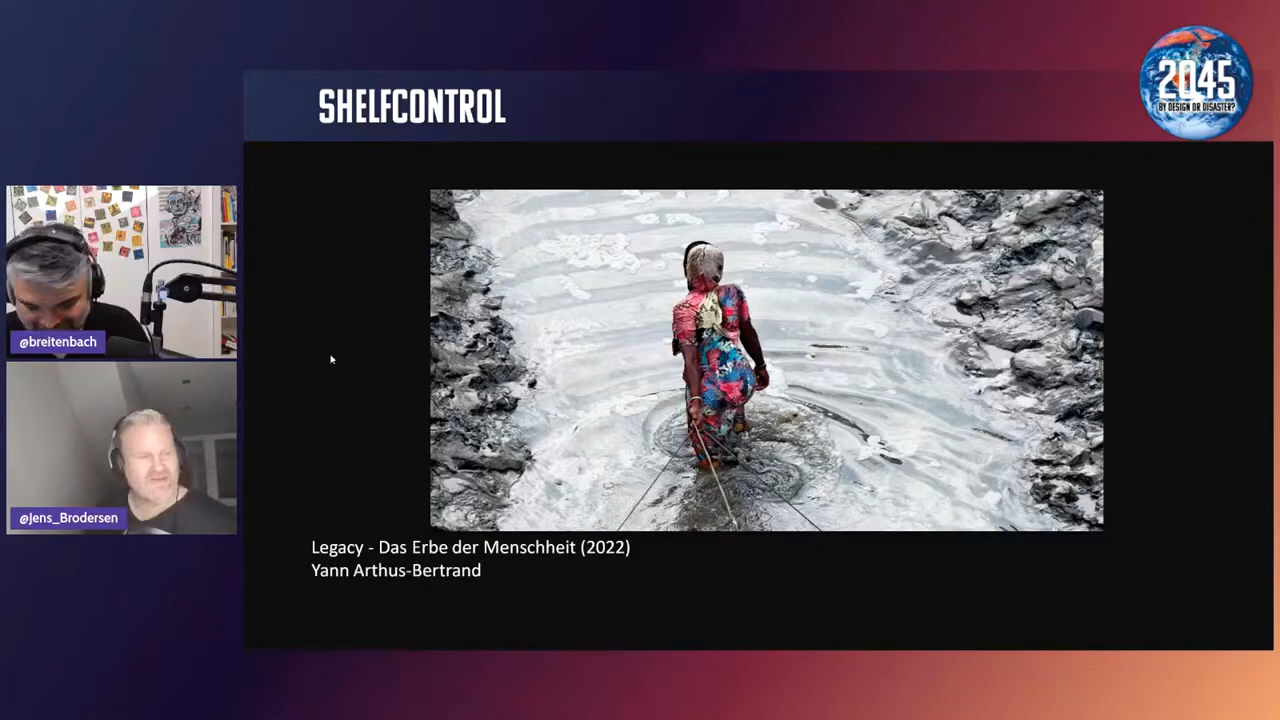 2045
BY DESIGN OR DISASTER?
SHELFCONTROL
@breitenbach
@Jens_Brodersen
Legacy - Das Erbe der Menschheit (2022)
Yann Arthus-Bertrand